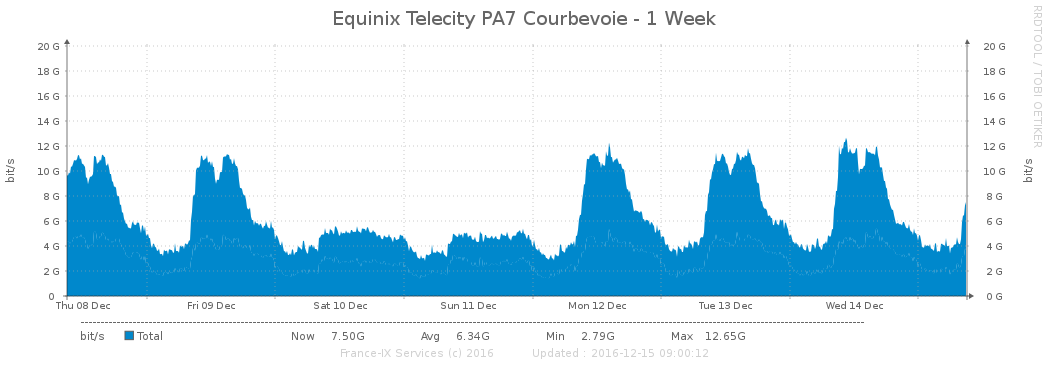 Equinix Telecity PA7 Courbevoie - 1 Week
RRDTOOL / TOBI OETIKER
bit/s
20 G 20 G
18 G 18 G
16 G 16 G
14 G 14 G
12 G 12 G
10 G 10 G
8 G 8 G
6 G 6 G
4 G 4 G
2 G 2 G
0 0 G
bit/s
Thu 08 Dec Fri 09 Dec Sat 10 Dec Sun 11 Dec Mon 12 Dec Tue 13 Dec Wed 14 Dec
bit/s Total Now 7.50G Avg 6.34G Min 2.79G Max 12.65G
France-IX Services (c) 2016 Updated : 2016-12-15 09:00:12